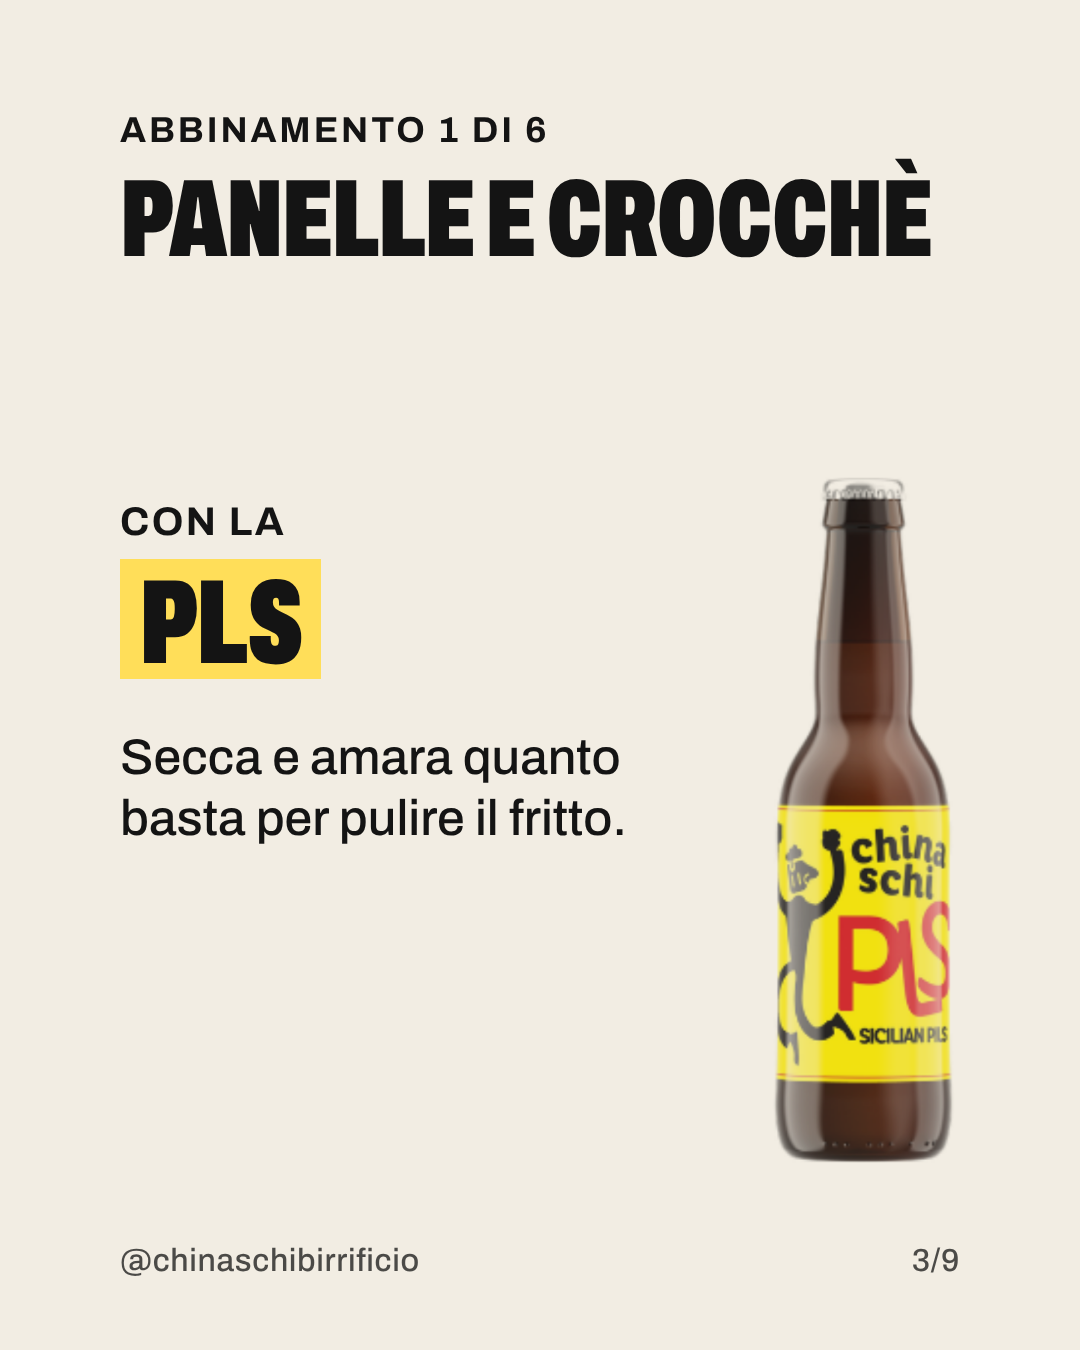 ABBINAMENTO 1 DI 6
PANELLE E CROCCHÈ
CON LA
PLS
Secca e amara quanto
basta per pulire il fritto.
china
schi
PLS
SICILIAN PILS
@chinaschibirrificio
3/9